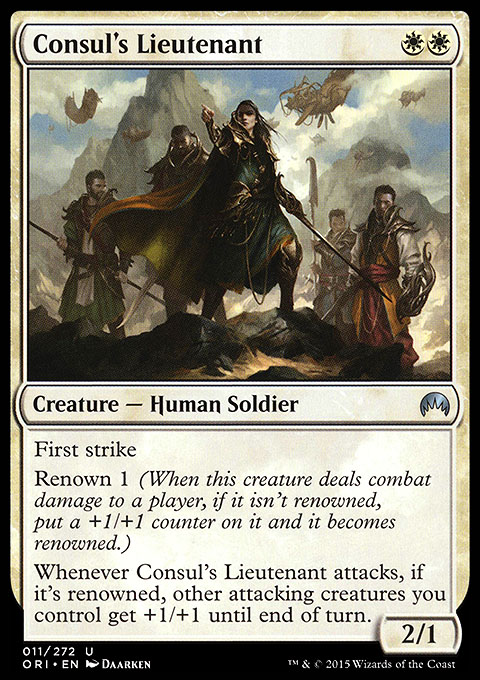 Consul's Lieutenant
Creature — Human Soldier
First strike
Renown 1 (When this creature deals combat
damage to a player, if it isn't renowned,
put a +1/+1 counter on it and it becomes
renowned.)
Whenever Consul's Lieutenant attacks, if
it's renowned, other attacking creatures you
control get +1/+1 until end of turn.
2/1
011/272 U
ORI • EN Daarken
™ & © 2015 Wizards of the Coast